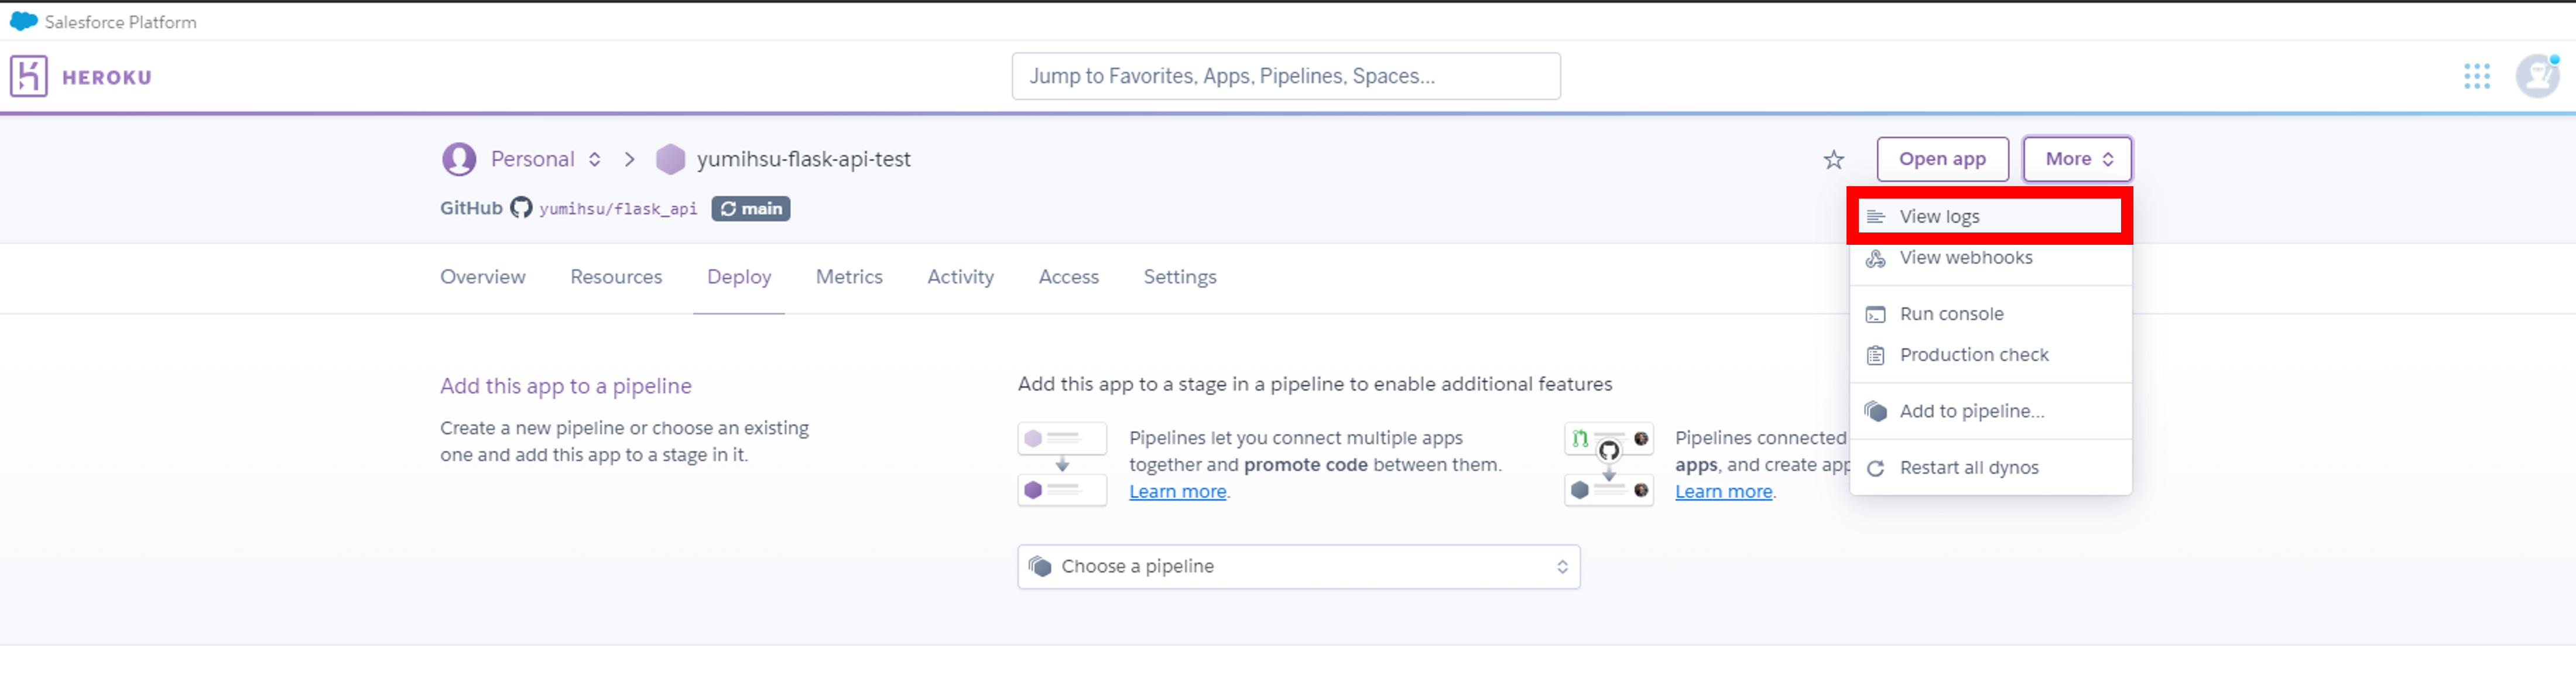 Salesforce Platform
HEROKU
Jump to Favorites, Apps, Pipelines, Spaces...
Personal
yumihsu-flask-api-test
Open app
More
GitHub yumihsu/flask_api main
View logs
View webhooks
Run console
Production check
Add to pipeline...
Restart all dynos
Overview Resources Deploy Metrics Activity Access Settings
Add this app to a pipeline
Create a new pipeline or choose an existing
one and add this app to a stage in it.
Add this app to a stage in a pipeline to enable additional features
Pipelines let you connect multiple apps
together and promote code between them.
Learn more.
Pipelines connected
apps, and create app
Learn more.
Choose a pipeline